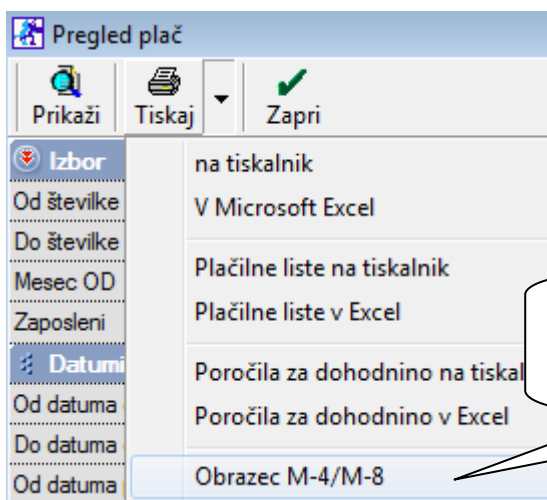 Pregled plač
Prikaži Tiskaj Zapri
Izbor
Od številke
Do številke
Mesec OD
Zaposleni
Datumi
Od datuma
Do datuma
Od datuma
na tiskalnik
V Microsoft Excel
Plačilne liste na tiskalnik
Plačilne liste v Excel
Poročila za dohodnino na tiskal
Poročila za dohodnino v Excel
Obrazec M-4/M-8